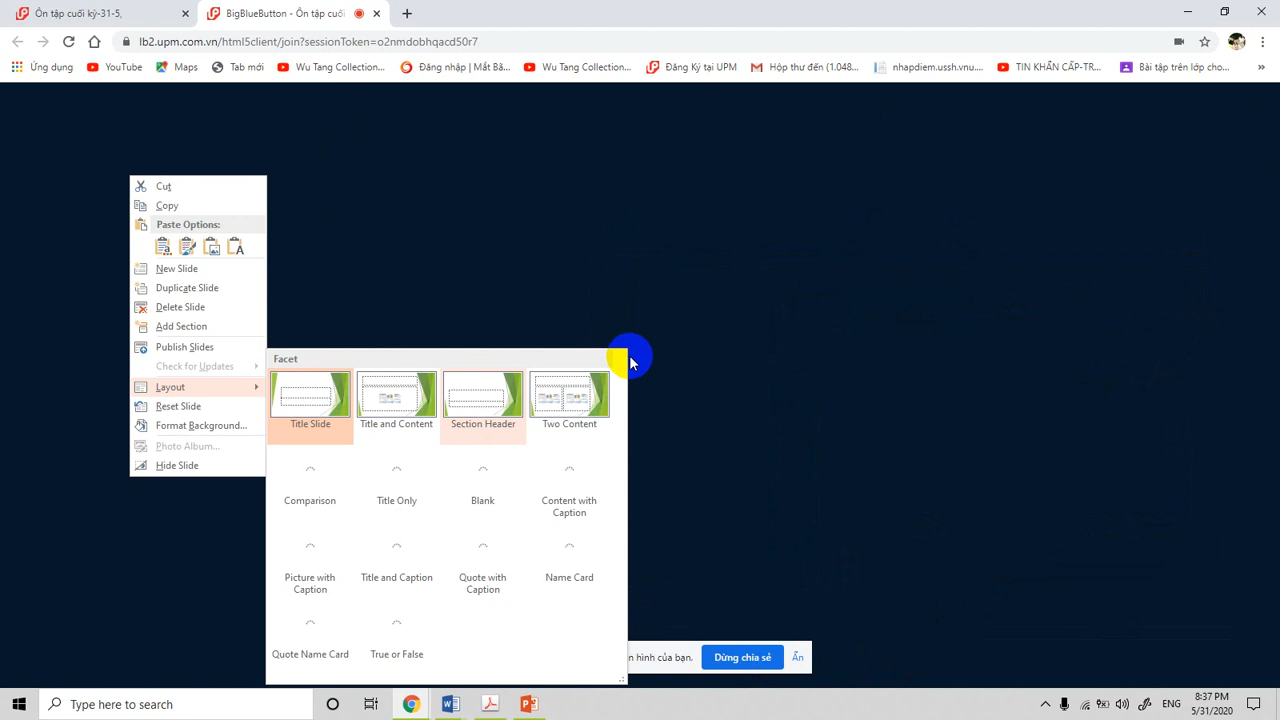 Ôn tập cuối kỳ-31-5,
BigBlueButton - Ôn tập cuối
lb2.upm.com.vn/html5client/join?sessionToken=o2nmdobhqacd50r7
Ứng dụng
YouTube
Maps
Tab mới
Wu Tang Collection...
Đăng nhập | Mắt Bã...
Wu Tang Collection...
Đăng Ký tại UPM
Hộp thư đến (1.048...
nhapdiem.ussh.vnu....
TIN KHẨN CẤP-TR...
Bài tập trên lớp cho...
»
Cut
Copy
Paste Options:
New Slide
Duplicate Slide
Delete Slide
Add Section
Publish Slides
Check for Updates
Layout
Reset Slide
Format Background...
Photo Album...
Hide Slide
Facet
Title Slide
Title and Content
Section Header
Two Content
Comparison
Title Only
Blank
Content with
Caption
Picture with
Caption
Title and Caption
Quote with
Caption
Name Card
Quote Name Card
True or False
n hình của bạn.
Dừng chia sẻ
Ẩn
Type here to search
ENG
8:37 PM
5/31/2020